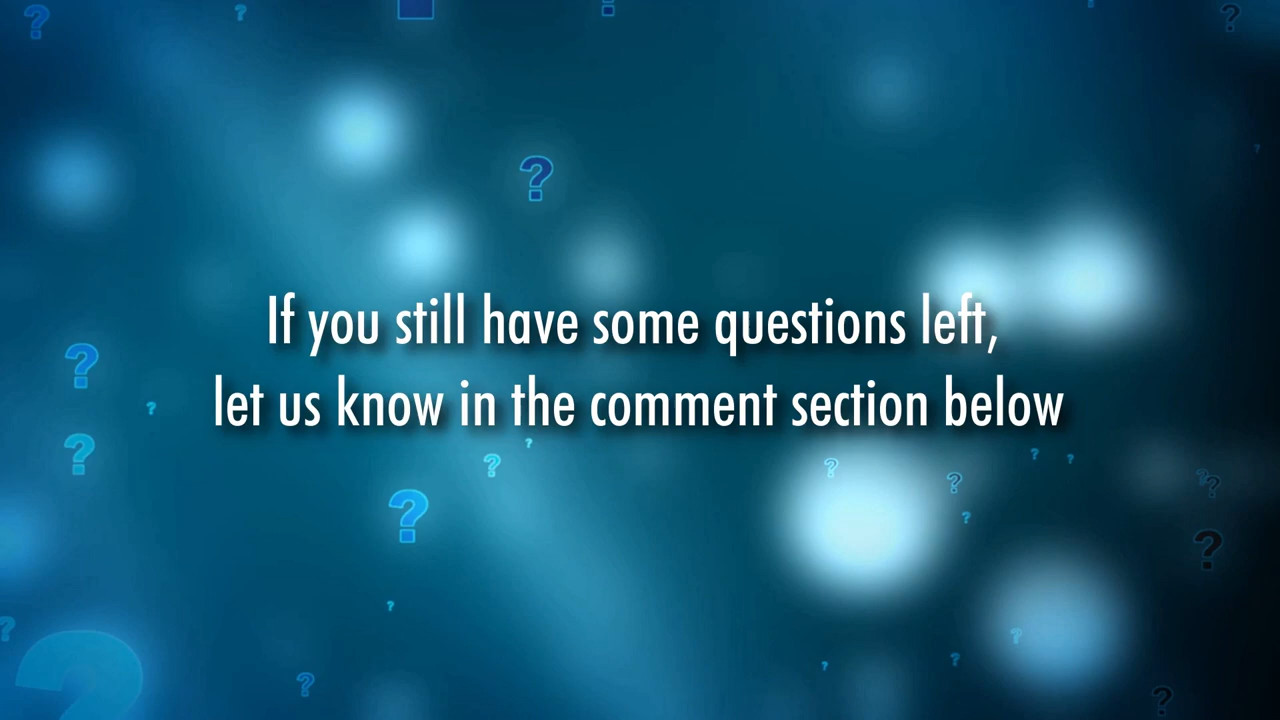 If you still have some questions left,
let us know in the comment section below